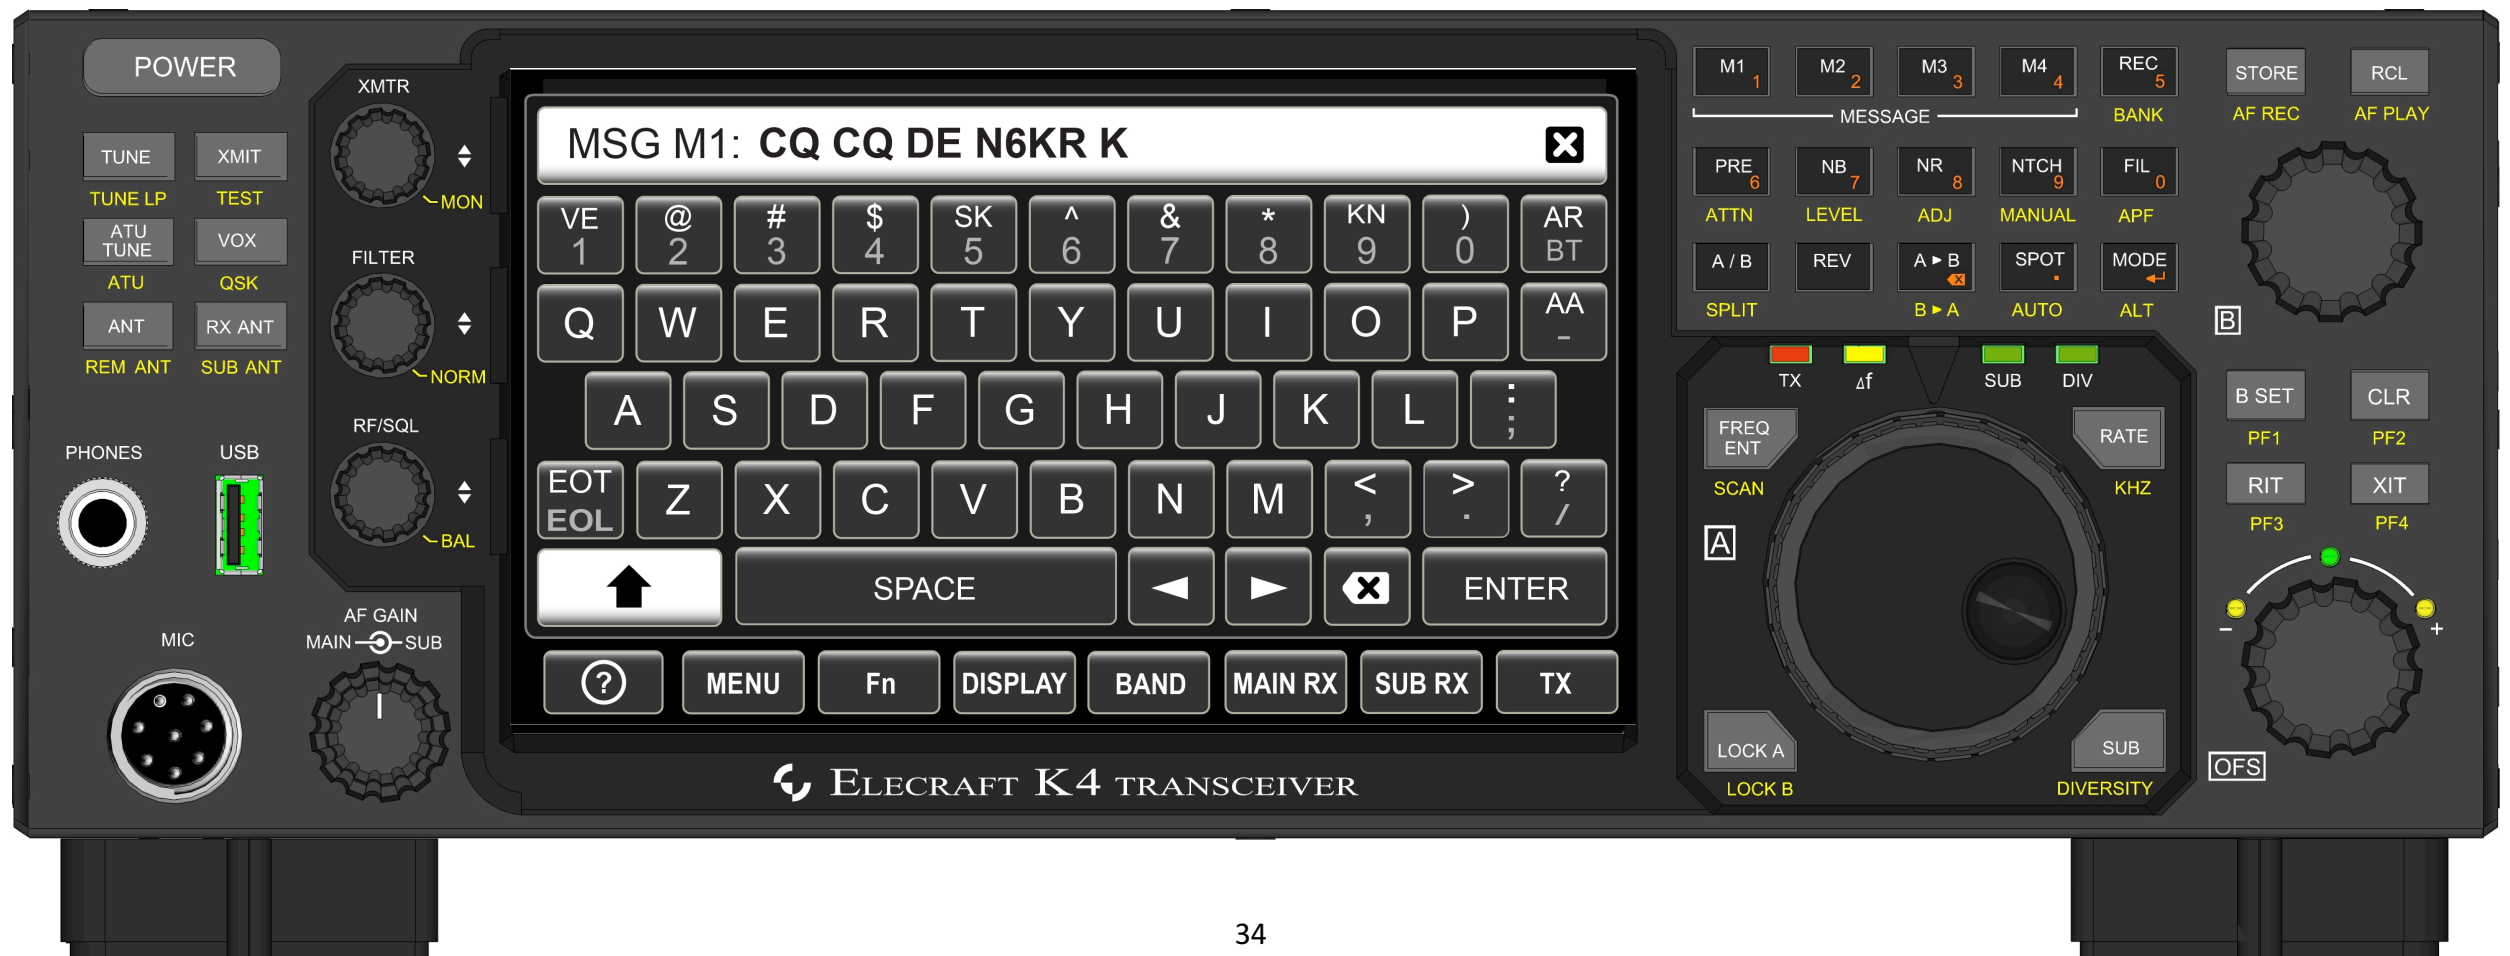 POWER
TUNE XMIT
TUNE LP TEST
ATU TUNE VOX
ATU QSK
ANT RX ANT
REM ANT SUB ANT
PHONES USB
MIC
XMTR
MON
FILTER
NORM
RF/SQL
BAL
AF GAIN
MAIN SUB
MSG M1: CQ CQ DE N6KR K
VE @ # $ SK ^ & * KN ) AR
1 2 3 4 5 6 7 8 9 0 BT
Q W E R T Y U I O P AA -
A S D F G H J K L : ;
EOT < > ?
EOL Z X C V B N M , . /
SPACE ENTER
? MENU Fn DISPLAY BAND MAIN RX SUB RX TX
ELECRAFT K4 TRANSCEIVER
M1 1 M2 2 M3 3 M4 4 REC 5
MESSAGE BANK
PRE 6 NB 7 NR 8 NTCH 9 FIL 0
ATTN LEVEL ADJ MANUAL APF
A / B REV A ► B SPOT . MODE
SPLIT B ► A AUTO ALT
TX Δf SUB DIV
FREQ ENT RATE
SCAN KHZ
A
LOCK A SUB
LOCK B DIVERSITY
STORE RCL
AF REC AF PLAY
B
B SET CLR
PF1 PF2
RIT XIT
PF3 PF4
- +
OFS
34